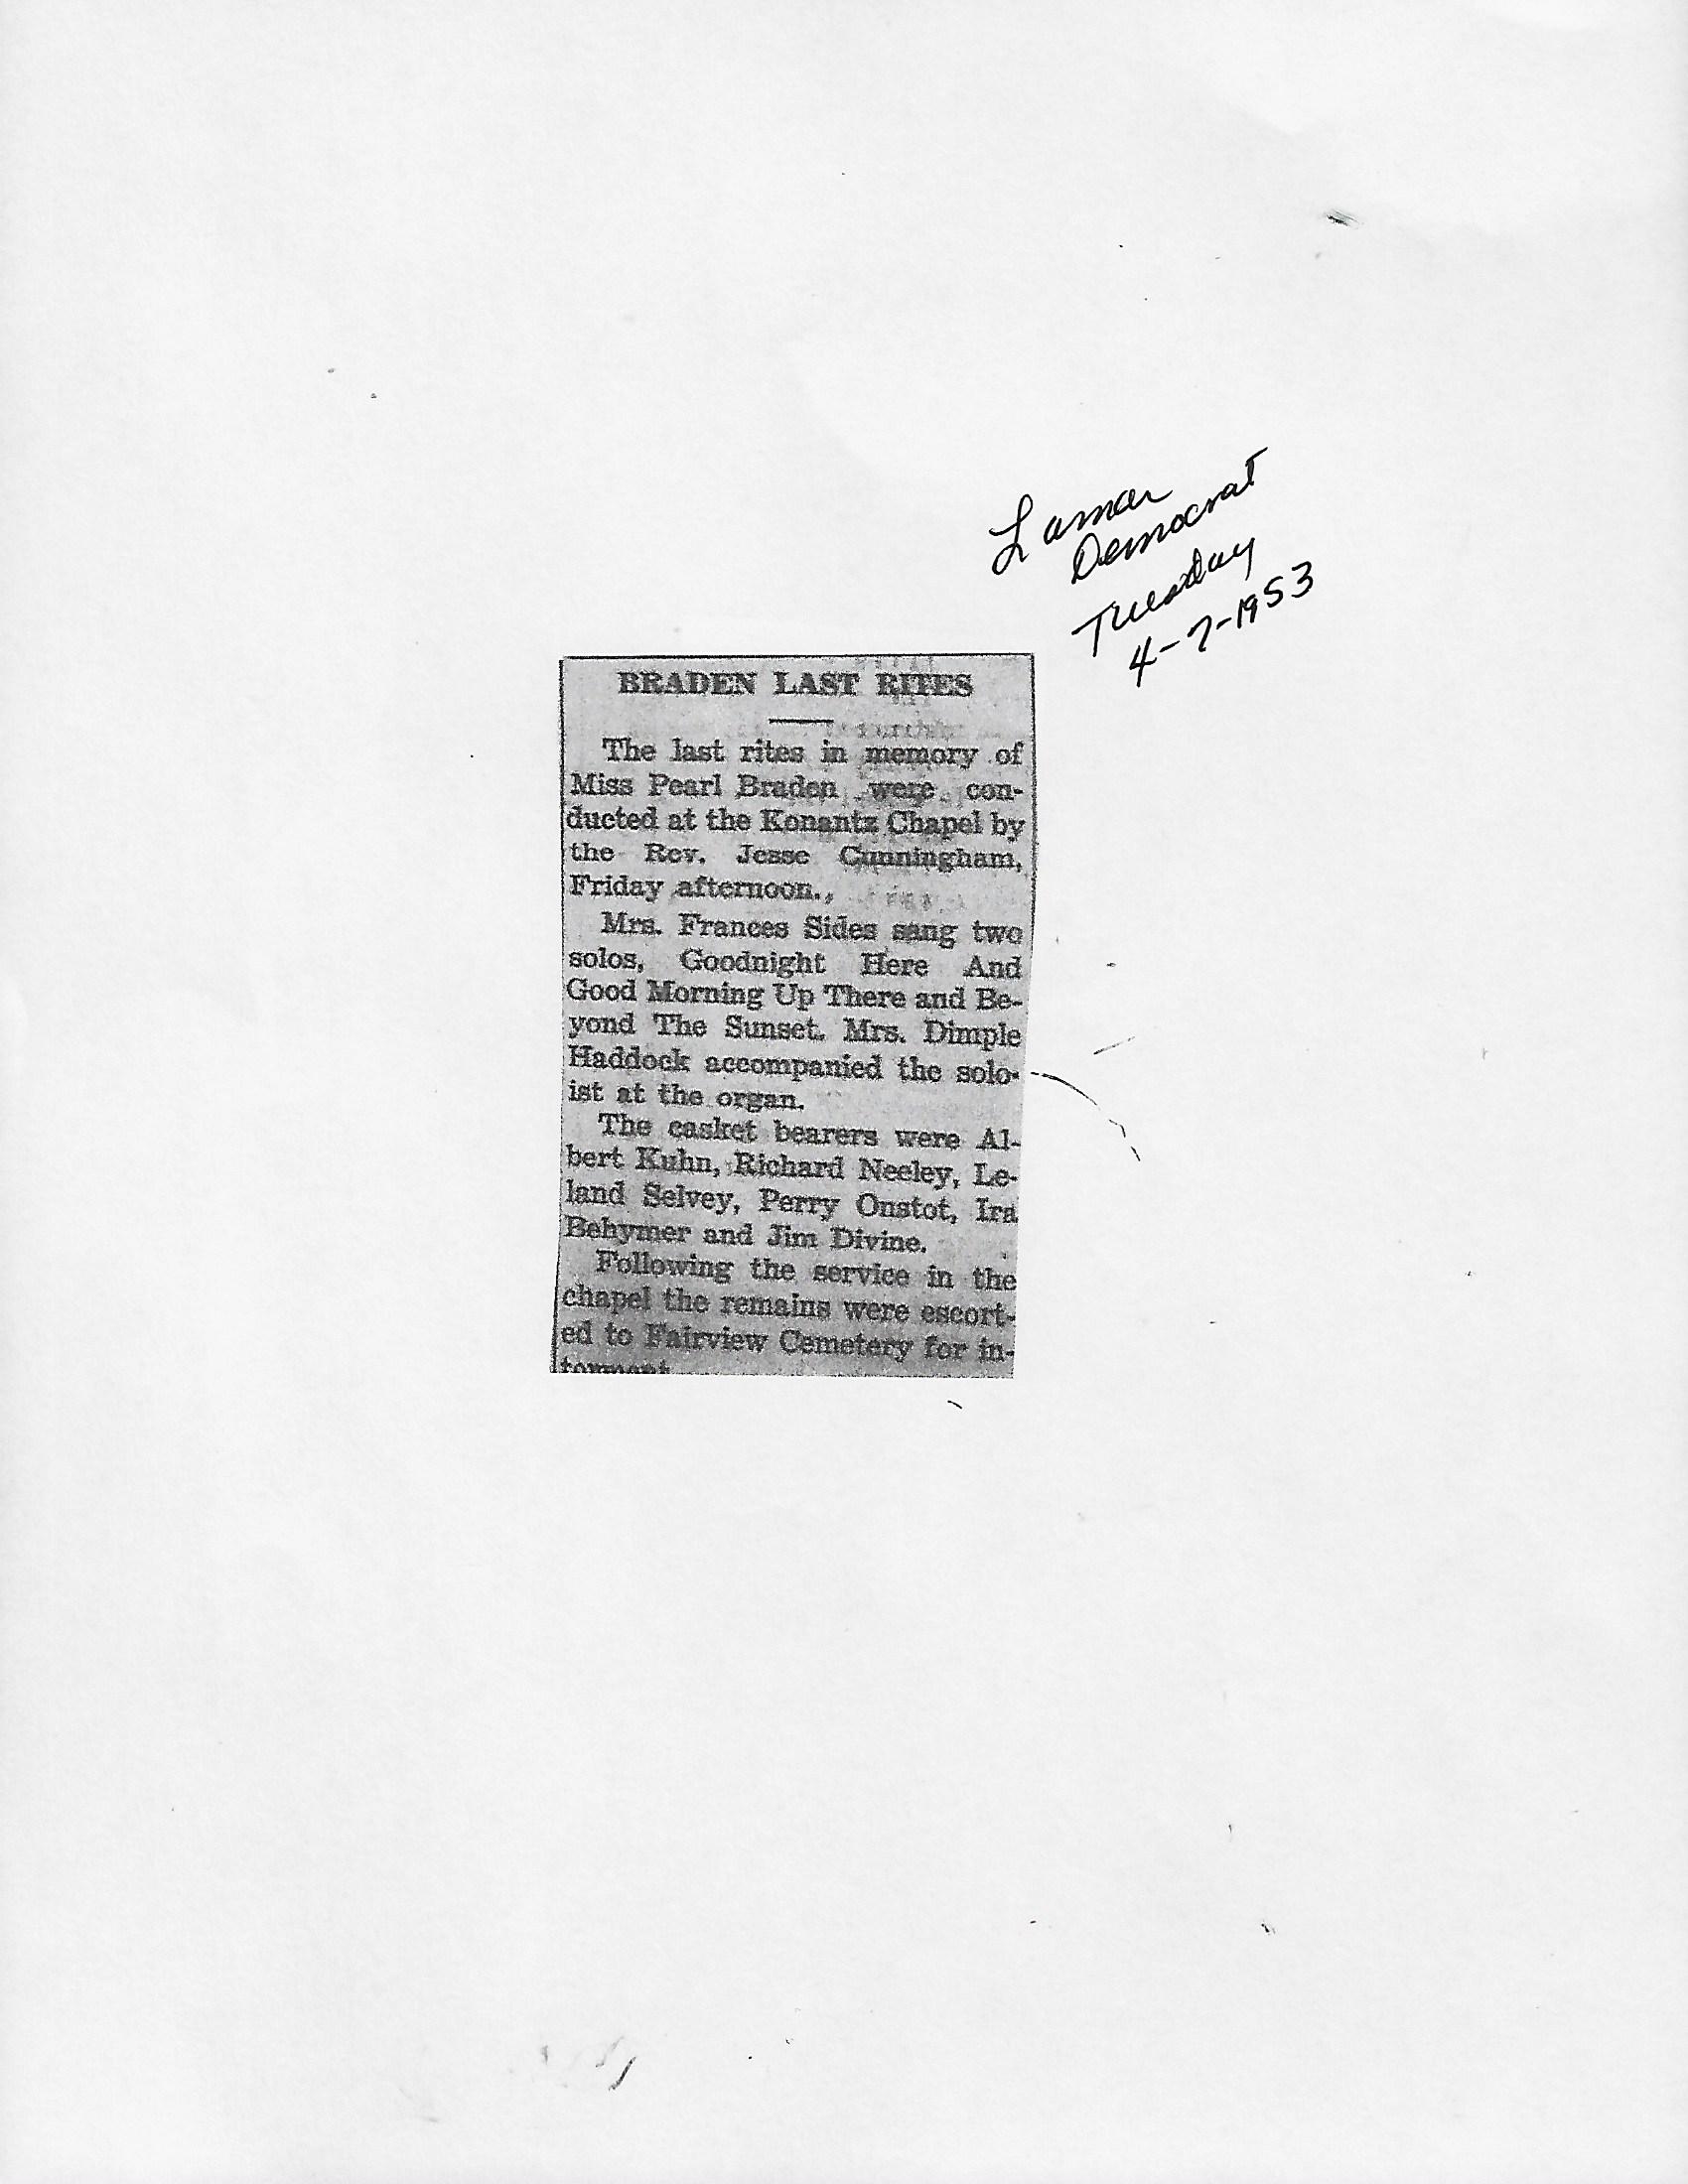 Lamar
Democrat
Tuesday
4-7-1953
BRADEN LAST RITES
The last rites in memory of
Miss Pearl Braden were con-
ducted at the Konantz Chapel by
the Rev. Jesse Cunningham,
Friday afternoon.,
Mrs. Frances Sides sang two
solos, Goodnight Here And
Good Morning Up There and Be-
yond The Sunset. Mrs. Dimple
Haddock accompanied the solo-
ist at the organ.
The casket bearers were Al-
bert Kuhn, Richard Neeley, Le-
land Selvey, Perry Onstot, Ira
Behymer and Jim Divine.
Following the service in the
chapel the remains were escort-
ed to Fairview Cemetery for in-
terment